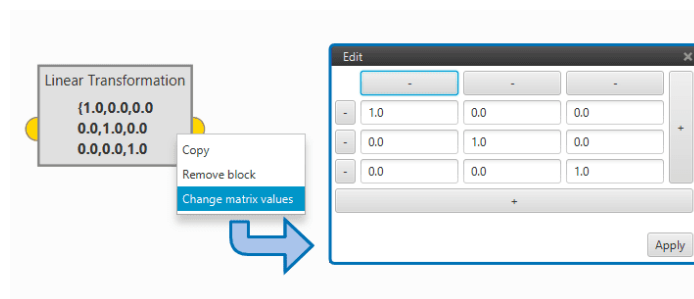 Linear Transformation
{1.0,0.0,0.0
0.0,1.0,0.0
0.0,0.0,1.0
Copy
Remove block
Change matrix values
Edit
- - -
- 1.0 0.0 0.0
- 0.0 1.0 0.0
+
- 0.0 0.0 1.0
+
Apply